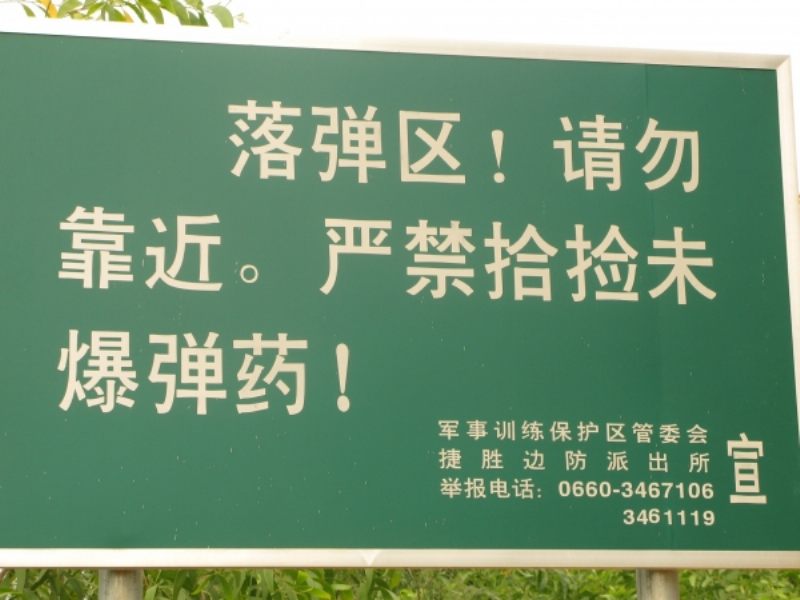 落弹区！请勿
靠近。严禁拾捡未
爆弹药！
军事训练保护区管委会
捷胜边防派出所
宣
举报电话：0660-3467106
3461119